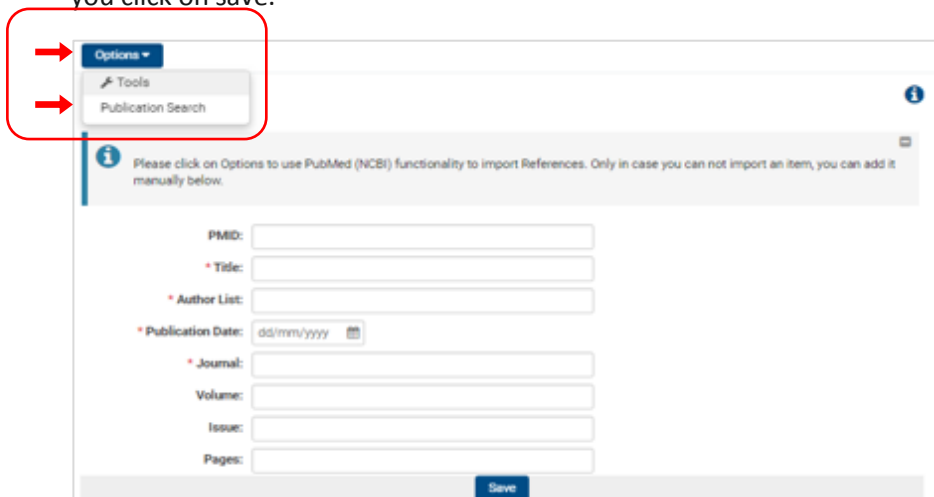 you click on save.
Options
Tools
Publication Search
Please click on Options to use PubMed (NCBI) functionality to import References. Only in case you can not import an item, you can add it
manually below.
PMID:
* Title:
* Author List:
* Publication Date: dd/mm/yyyy
* Journal:
Volume:
Issue:
Pages:
Save